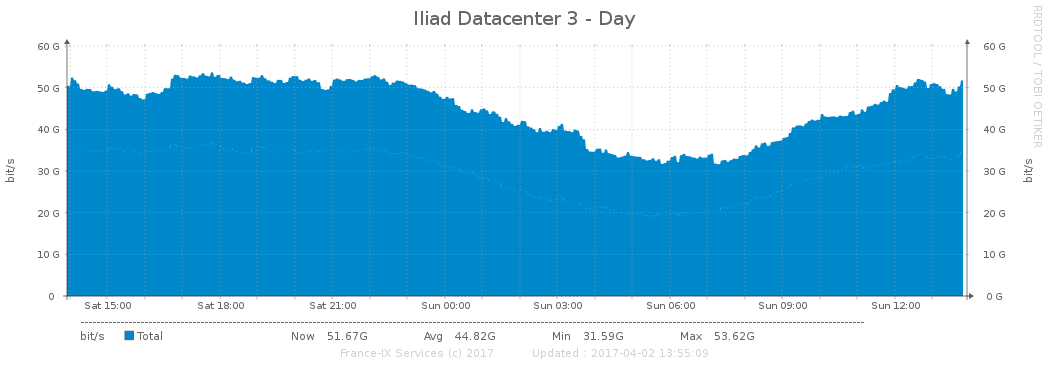 Iliad Datacenter 3 - Day
RRDTOOL / TOBI OETIKER
60 G 60 G
50 G 50 G
40 G 40 G
30 G 30 G
20 G 20 G
10 G 10 G
0 0 G
bit/s bit/s
Sat 15:00 Sat 18:00 Sat 21:00 Sun 00:00 Sun 03:00 Sun 06:00 Sun 09:00 Sun 12:00
bit/s Total Now 51.67G Avg 44.82G Min 31.59G Max 53.62G
France-IX Services (c) 2017 Updated : 2017-04-02 13:55:09